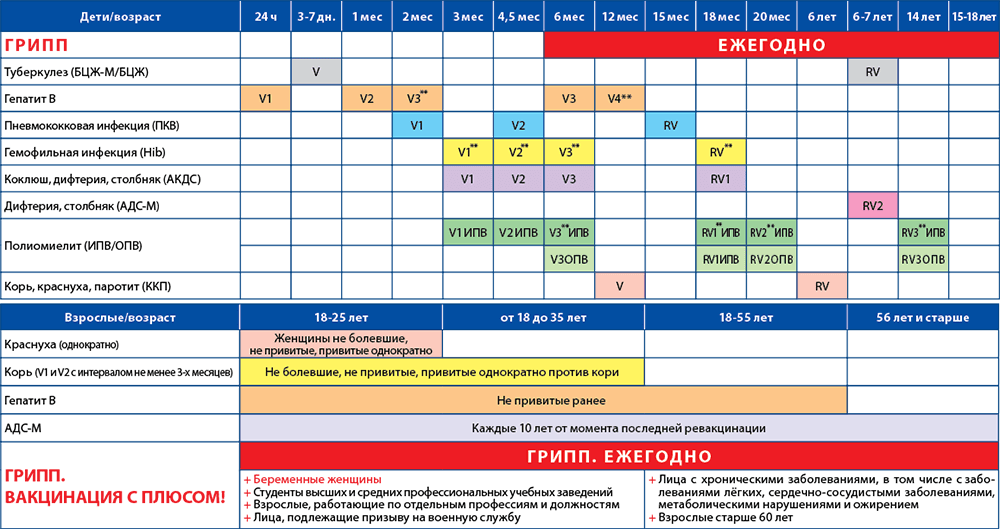 Дети/возраст 24 ч 3-7 дн. 1 мес 2 мес 3 мес 4,5 мес 6 мес 12 мес 15 мес 18 мес 20 мес 6 лет 6-7 лет 14 лет 15-18лет
ГРИПП ЕЖЕГОДНО
Туберкулез (БЦЖ-М/БЦЖ) V RV
Гепатит В V1 V2 V3** V3 V4**
Пневмококковая инфекция (ПКВ) V1 V2 RV
Гемофильная инфекция (Hib) V1** V2** V3** RV**
Коклюш, дифтерия, столбняк (АКДС) V1 V2 V3 RV1
Дифтерия, столбняк (АДС-М) RV2
Полиомиелит (ИПВ/ОПВ) V1 ИПВ V2 ИПВ V3**ИПВ RV1**ИПВ RV2**ИПВ RV3**ИПВ
V3ОПВ RV1ИПВ RV2ОПВ RV3ОПВ
Корь, краснуха, паротит (ККП) V RV
Взрослые/возраст 18-25 лет от 18 до 35 лет 18-55 лет 56 лет и старше
Краснуха (однократно) Женщины не болевшие,
не привитые, привитые однократно
Корь (V1 и V2 с интервалом не менее 3-х месяцев) Не болевшие, не привитые, привитые однократно против кори
Гепатит В Не привитые ранее
АДС-М Каждые 10 лет от момента последней ревакцинации
ГРИПП.
ВАКЦИНАЦИЯ С ПЛЮСОМ!
ГРИПП. ЕЖЕГОДНО
+ Беременные женщины
+ Студенты высших и средних профессиональных учебных заведений
+ Взрослые, работающие по отдельным профессиям и должностям
+ Лица, подлежащие призыву на военную службу
+ Лица с хроническими заболеваниями, в том числе с забо-
леваниями лёгких, сердечно-сосудистыми заболеваниями,
метаболическими нарушениями и ожирением
+ Взрослые старше 60 лет